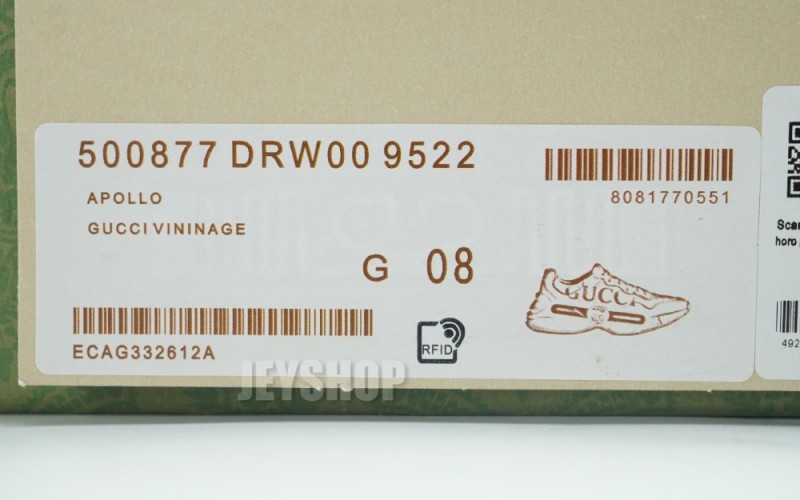 500877 DRW00 9522
8081770551
APOLLO
GUCCI VININAGE
G 08
GUCCI
ECAG332612A
RFID
JEYSHOP
Scan
horo
492